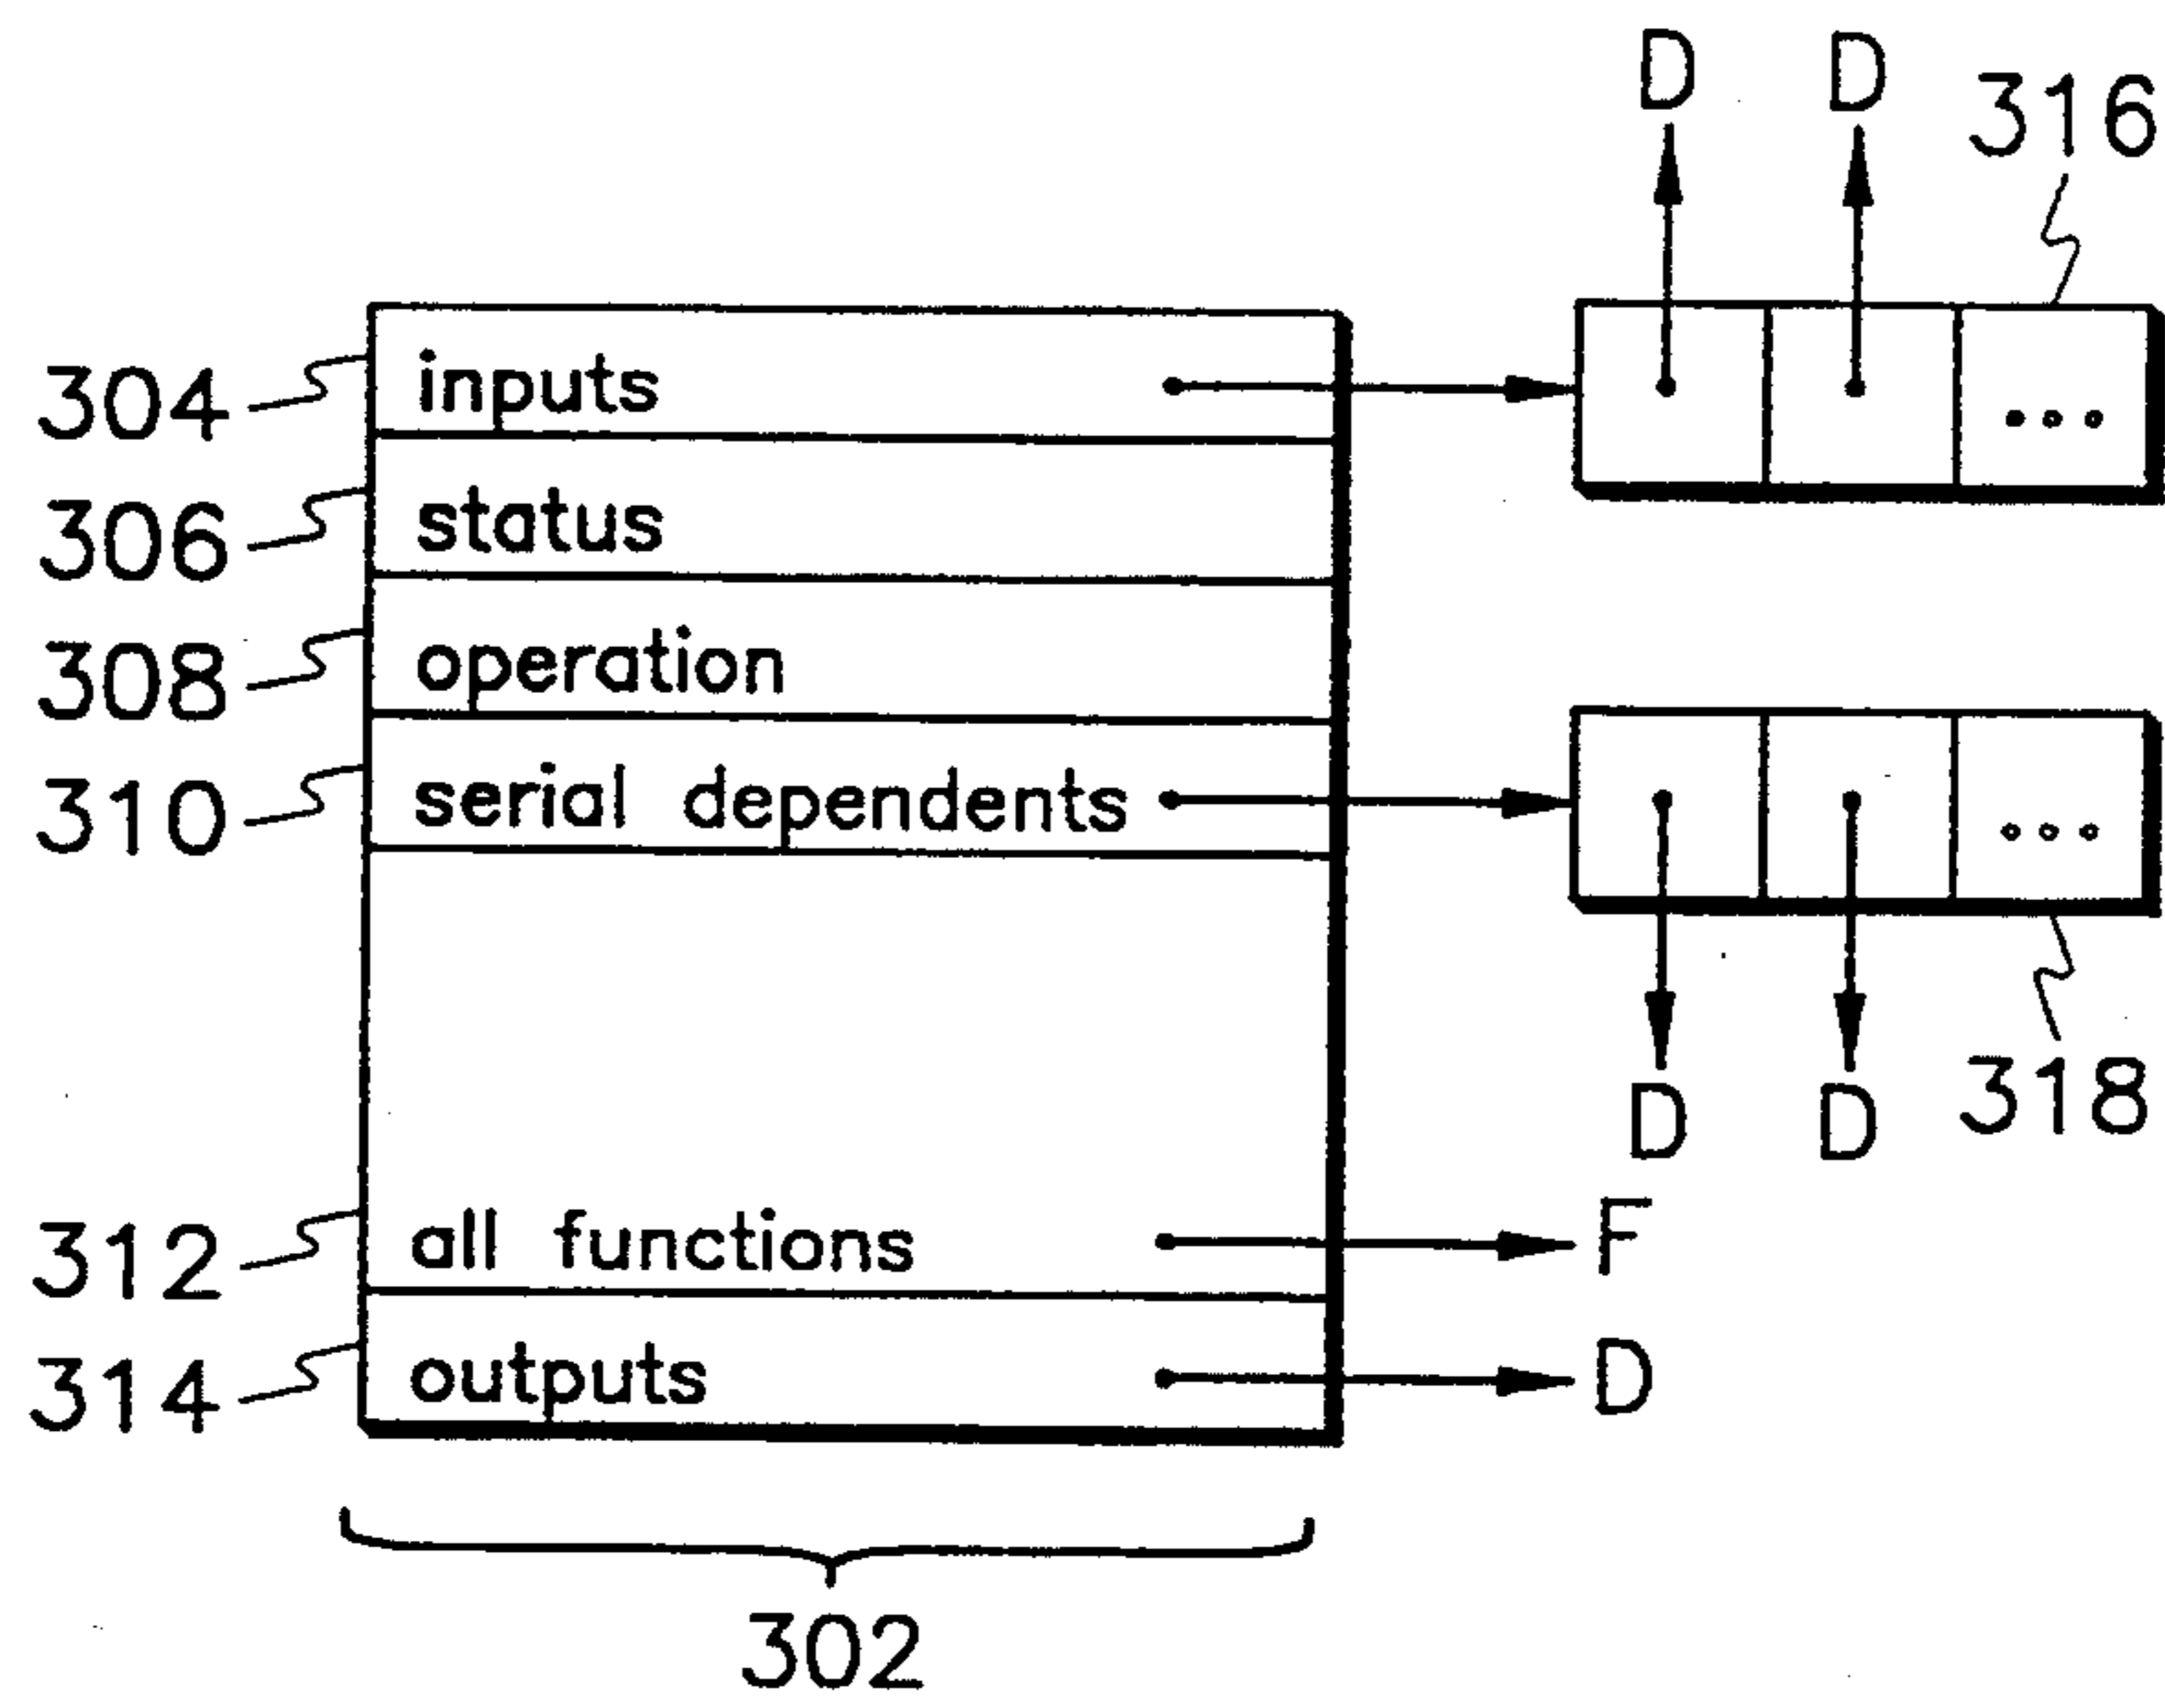 D D 316
304 inputs
306 status
308 operation
310 serial dependents
D D 318
312 all functions F
314 outputs D
302